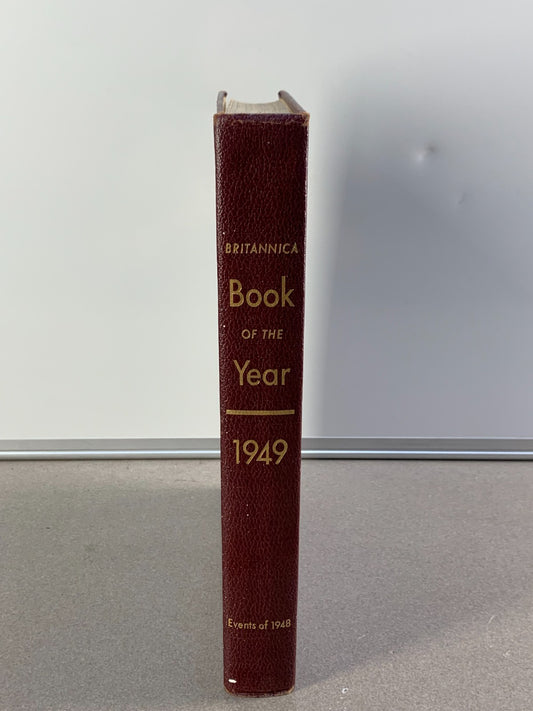 BRITANNICA
Book
OF THE
Year
1949
Events of 1948